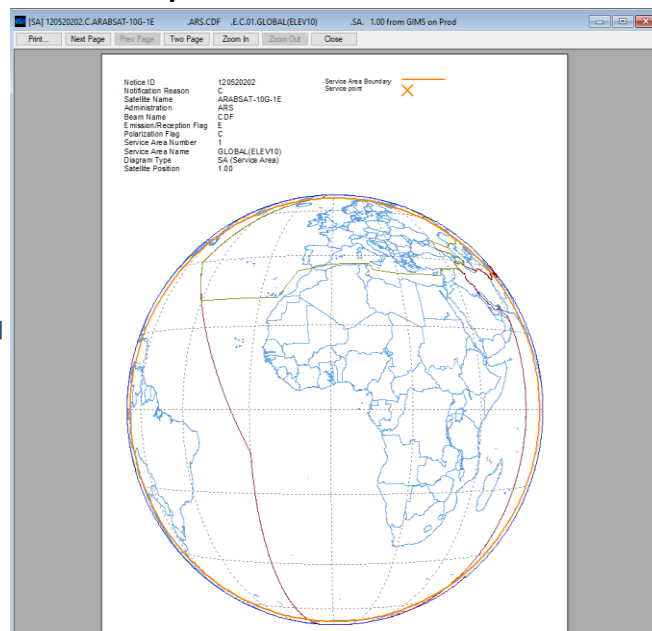 [SA] 120520202.C.ARABSAT-10G-1E .ARS.CDF .E.C.01.GLOBAL(ELEV10) .SA. 1.00 from GIMS on Prod
Print... Next Page Prev Page Two Page Zoom In Zoom Out Close
Notice ID 120520202 Service Area Boundary
Notification Reason C Service point
Satellite Name ARABSAT-10G-1E
Administration ARS
Beam Name CDF
Emission/Reception Flag E
Polarization Flag C
Service Area Number 1
Service Area Name GLOBAL(ELEV10)
Diagram Type SA (Service Area)
Satellite Position 1.00